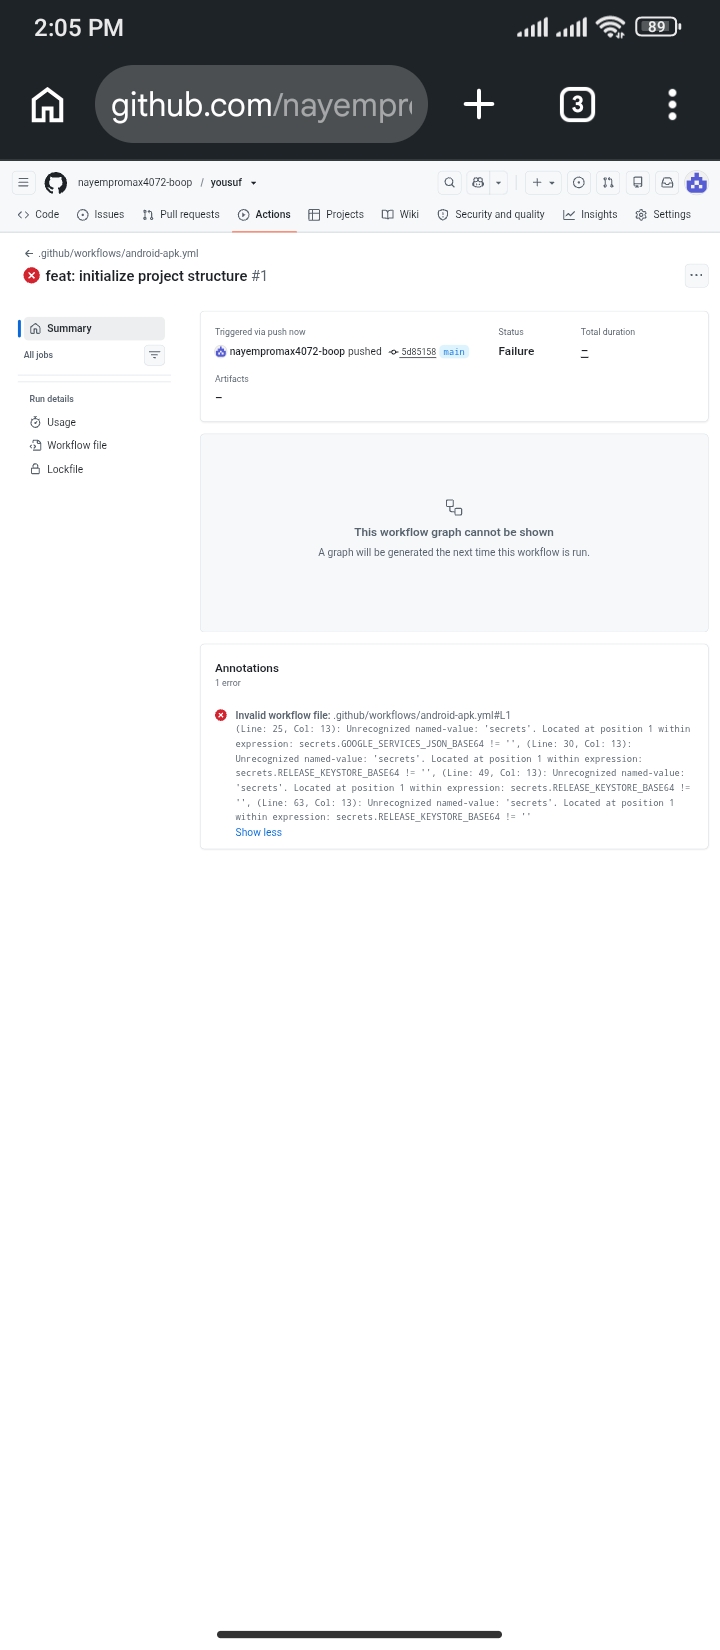 2:05 PM
89
github.com/nayempr
3
nayempromax4072-boop / yousuf
Code Issues Pull requests Actions Projects Wiki Security and quality Insights Settings
.github/workflows/android-apk.yml
feat: initialize project structure #1
Summary
All jobs
Run details
Usage
Workflow file
Lockfile
Triggered via push now
nayempromax4072-boop pushed 5d85158 main
Status
Failure
Total duration
–
Artifacts
–
This workflow graph cannot be shown
A graph will be generated the next time this workflow is run.
Annotations
1 error
Invalid workflow file: .github/workflows/android-apk.yml#L1
(Line: 25, Col: 13): Unrecognized named-value: 'secrets'. Located at position 1 within
expression: secrets.GOOGLE_SERVICES_JSON_BASE64 != '', (Line: 30, Col: 13):
Unrecognized named-value: 'secrets'. Located at position 1 within expression:
secrets.RELEASE_KEYSTORE_BASE64 != '', (Line: 49, Col: 13): Unrecognized named-value:
'secrets'. Located at position 1 within expression: secrets.RELEASE_KEYSTORE_BASE64 !=
'', (Line: 63, Col: 13): Unrecognized named-value: 'secrets'. Located at position 1
within expression: secrets.RELEASE_KEYSTORE_BASE64 != ''
Show less